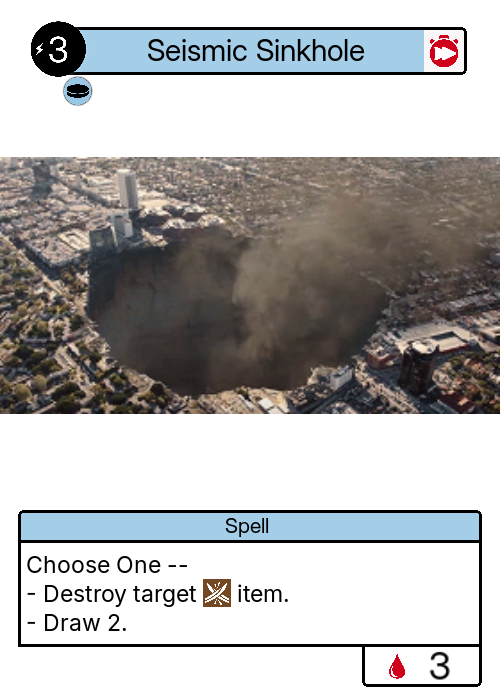 3
Seismic Sinkhole
Spell
Choose One --
- Destroy target item.
- Draw 2.
3